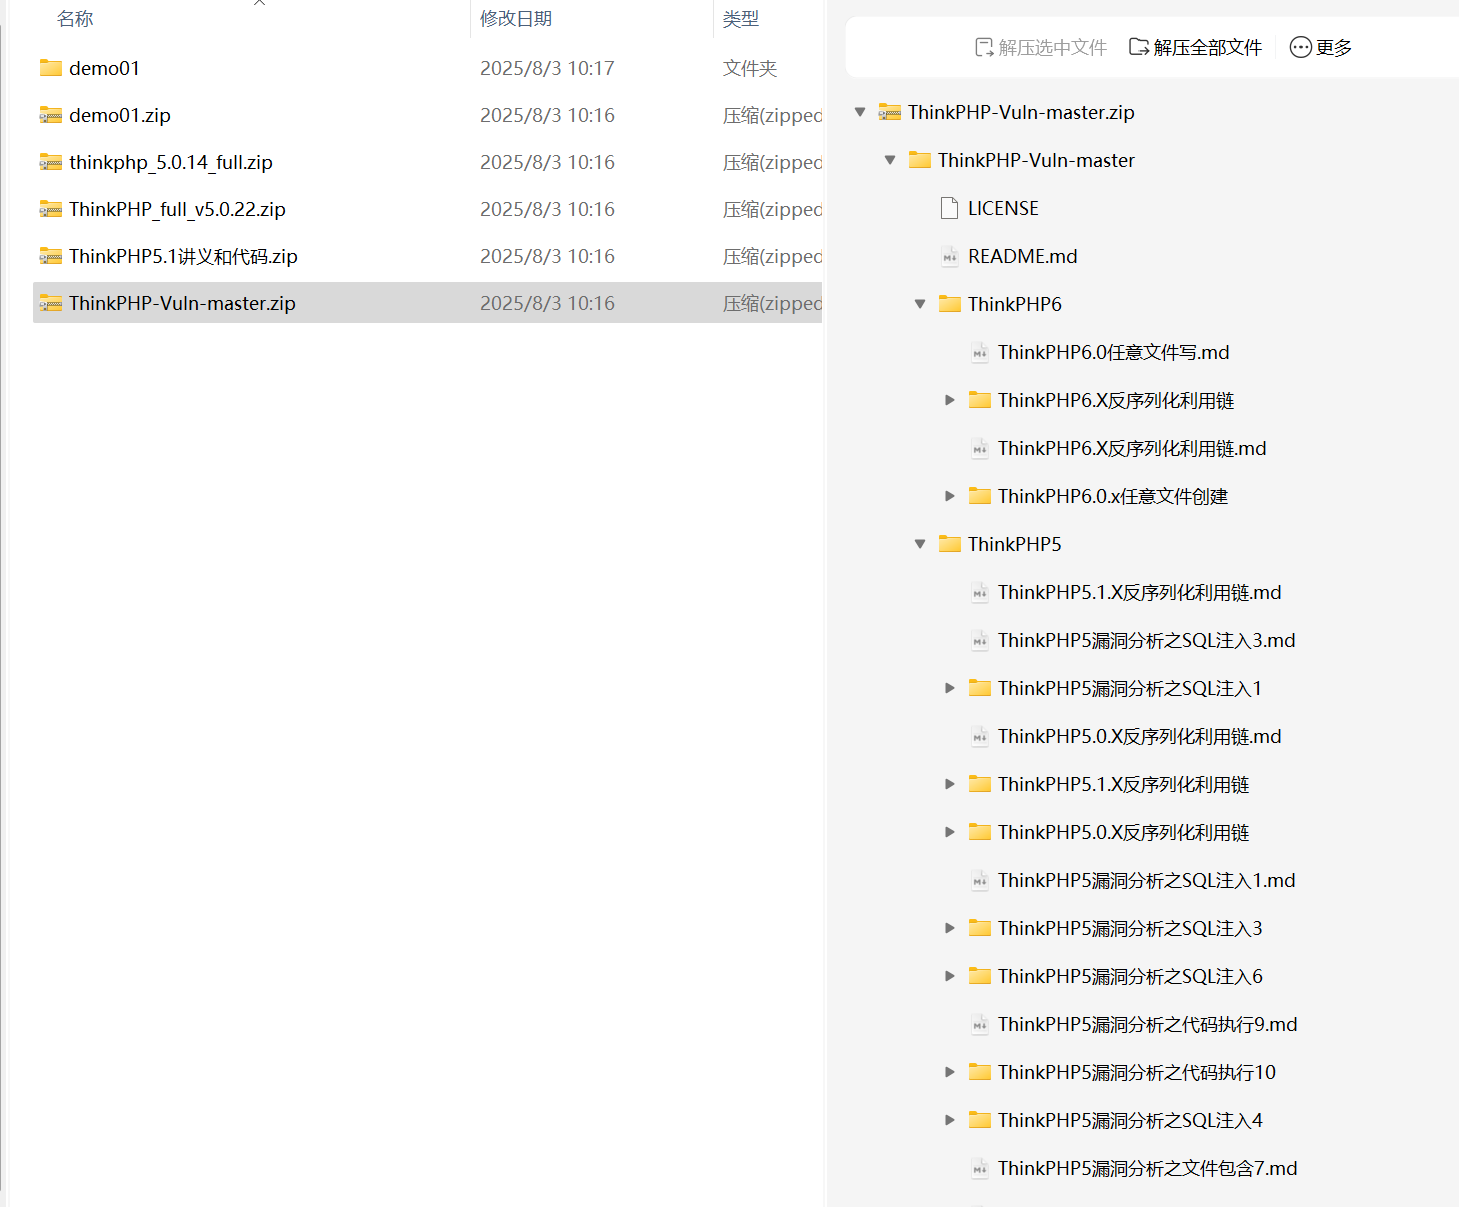 名称 修改日期 类型
demo01 2025/8/3 10:17 文件夹
demo01.zip 2025/8/3 10:16 压缩(zipped
thinkphp_5.0.14_full.zip 2025/8/3 10:16 压缩(zipped
ThinkPHP_full_v5.0.22.zip 2025/8/3 10:16 压缩(zipped
ThinkPHP5.1讲义和代码.zip 2025/8/3 10:16 压缩(zipped
ThinkPHP-Vuln-master.zip 2025/8/3 10:16 压缩(zipped
解压选中文件 解压全部文件 更多
ThinkPHP-Vuln-master.zip
ThinkPHP-Vuln-master
LICENSE
README.md
ThinkPHP6
ThinkPHP6.0任意文件写.md
ThinkPHP6.X反序列化利用链
ThinkPHP6.X反序列化利用链.md
ThinkPHP6.0.x任意文件创建
ThinkPHP5
ThinkPHP5.1.X反序列化利用链.md
ThinkPHP5漏洞分析之SQL注入3.md
ThinkPHP5漏洞分析之SQL注入1
ThinkPHP5.0.X反序列化利用链.md
ThinkPHP5.1.X反序列化利用链
ThinkPHP5.0.X反序列化利用链
ThinkPHP5漏洞分析之SQL注入1.md
ThinkPHP5漏洞分析之SQL注入3
ThinkPHP5漏洞分析之SQL注入6
ThinkPHP5漏洞分析之代码执行9.md
ThinkPHP5漏洞分析之代码执行10
ThinkPHP5漏洞分析之SQL注入4
ThinkPHP5漏洞分析之文件包含7.md